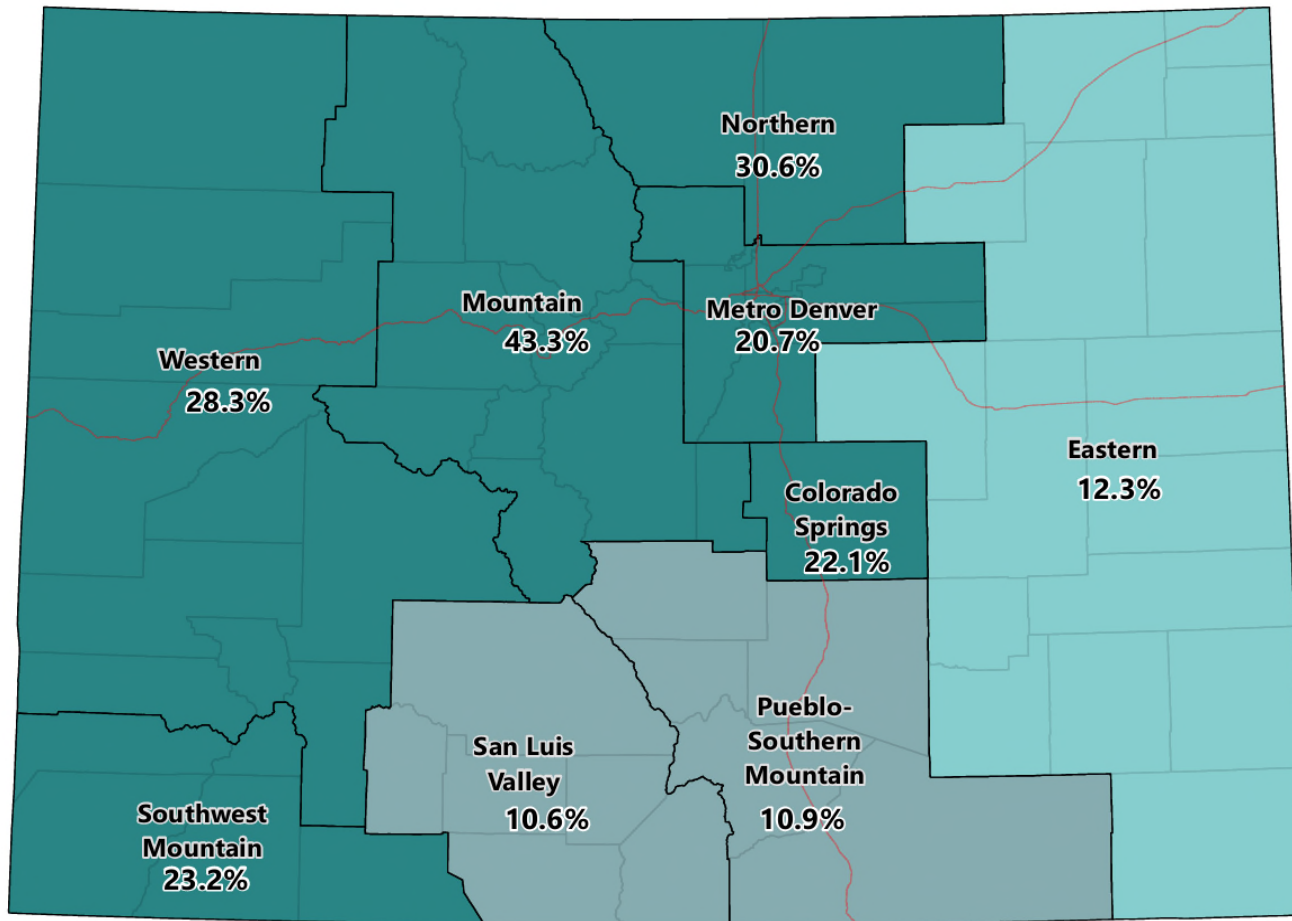 Northern
30.6%
Mountain
43.3%
Metro Denver
20.7%
Western
28.3%
Eastern
12.3%
Colorado
Springs
22.1%
San Luis
Valley
10.6%
Pueblo-
Southern
Mountain
10.9%
Southwest
Mountain
23.2%